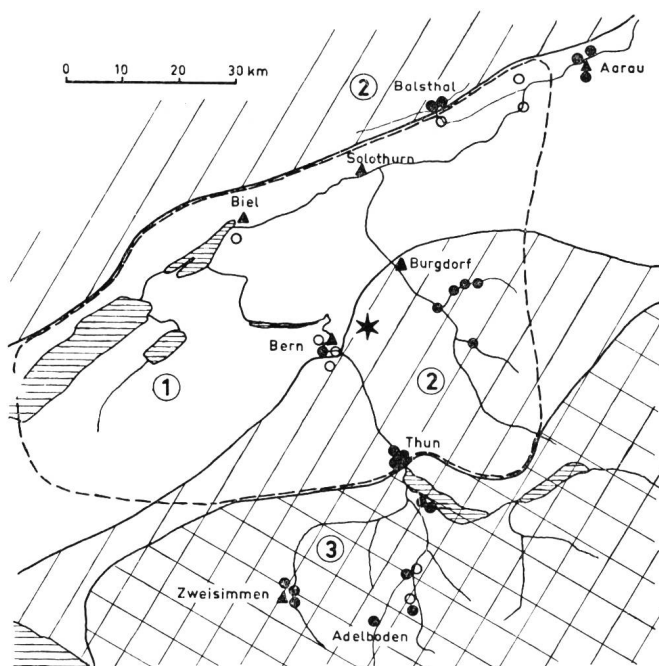 0 10 20 30 km
Aarau
2
Balsthal
Solothurn
Biel
Burgdorf
Bern
1
2
Thun
3
Zweisimmen
Adelboden